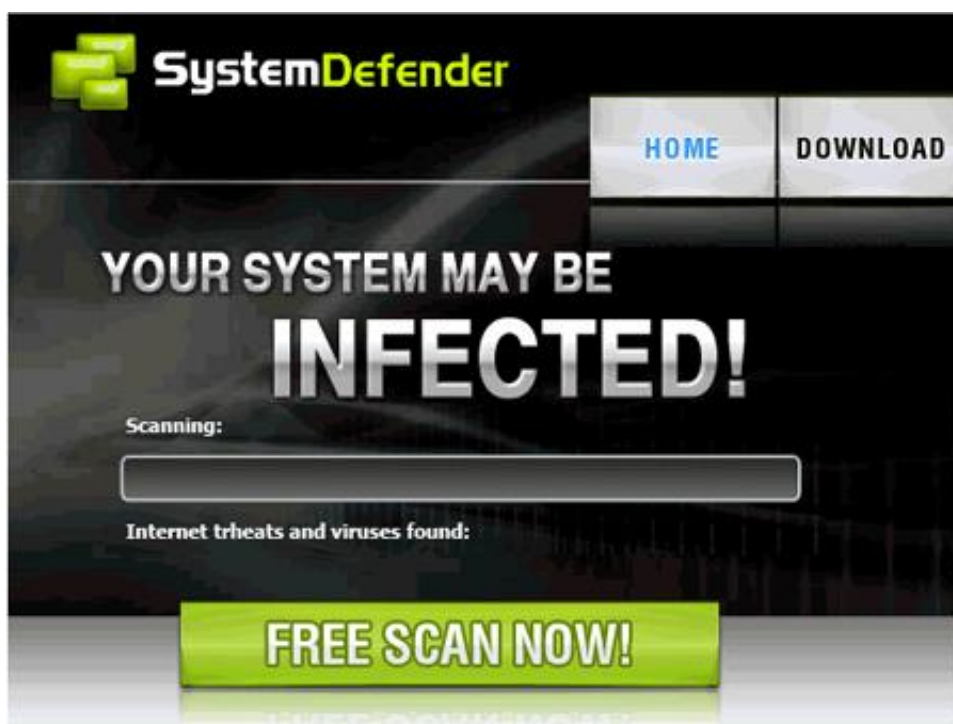 SystemDefender
HOME DOWNLOAD
YOUR SYSTEM MAY BE
INFECTED!
Scanning:
Internet trheats and viruses found:
FREE SCAN NOW!